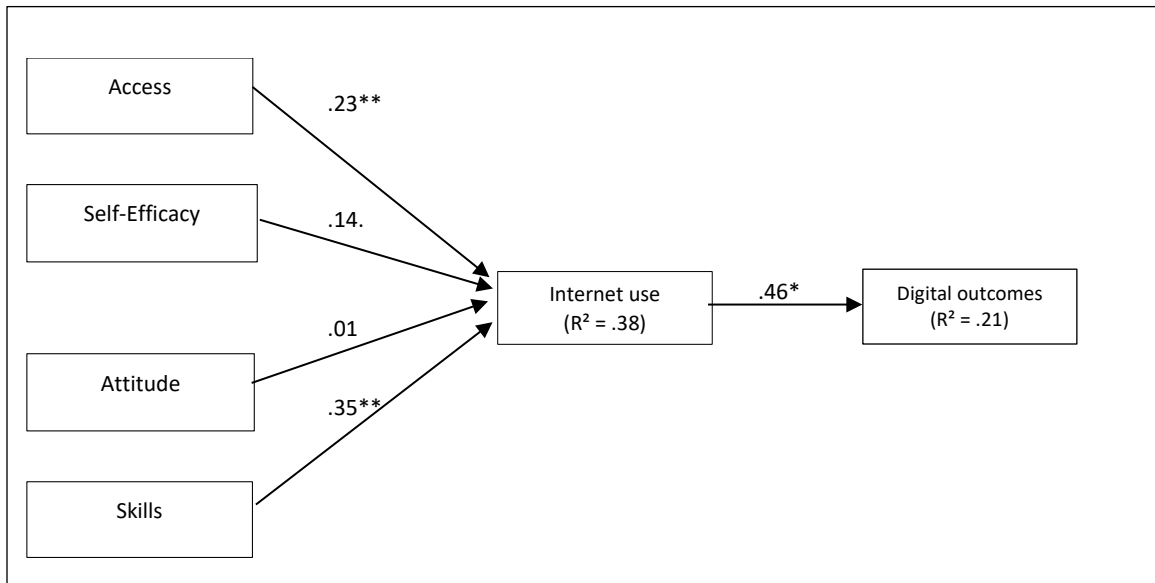 Access
.23**
Self-Efficacy
.14.
Internet use
(R² = .38)
.46*
Digital outcomes
(R² = .21)
.01
Attitude
.35**
Skills